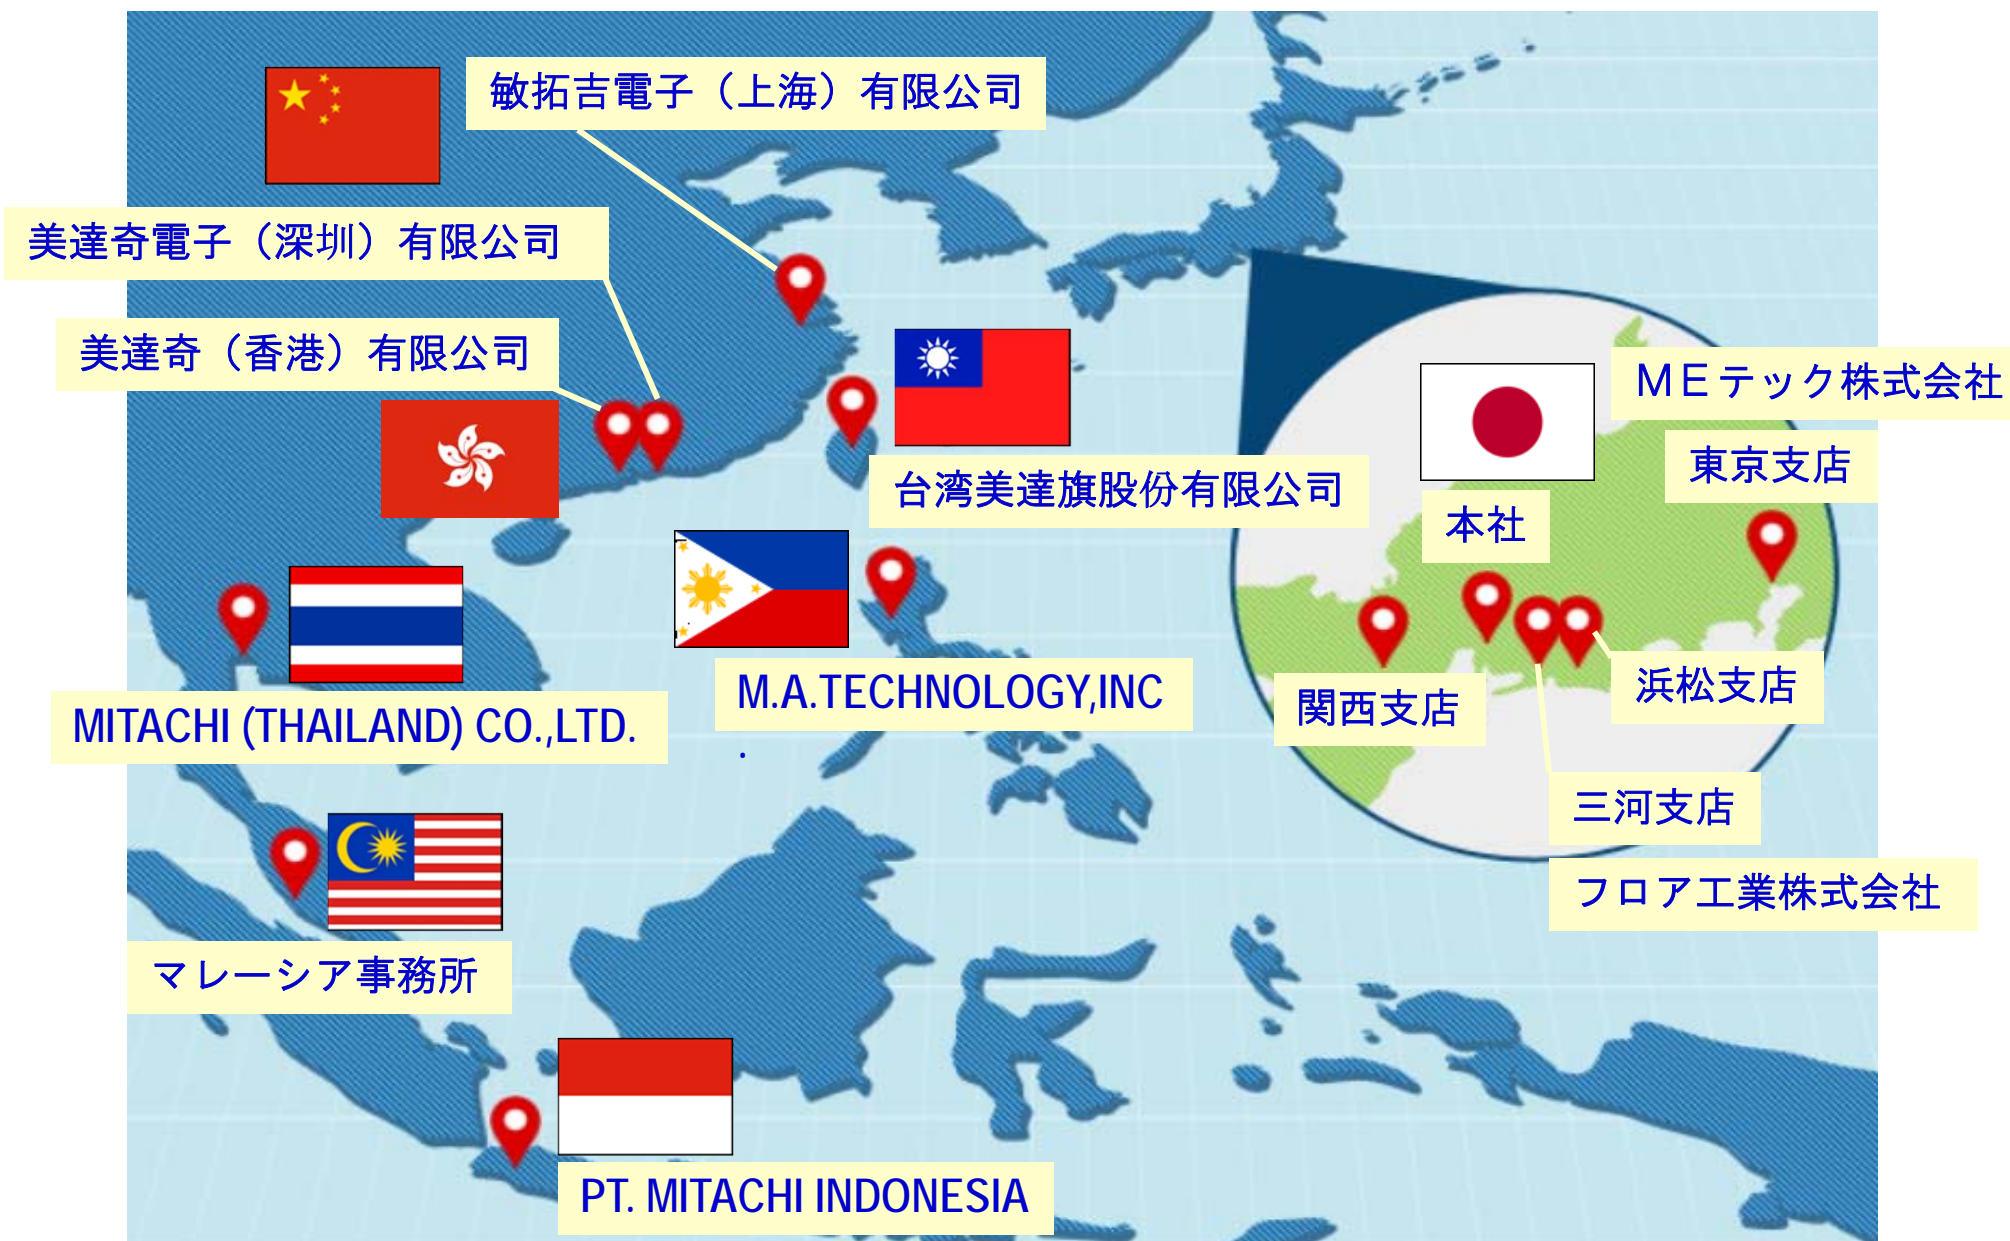 敏拓吉電子（上海）有限公司
美達奇電子（深圳）有限公司
美達奇（香港）有限公司
台湾美達旗股份有限公司
ＭＥテック株式会社
東京支店
本社
浜松支店
関西支店
三河支店
フロア工業株式会社
M.A.TECHNOLOGY,INC
.
MITACHI (THAILAND) CO.,LTD.
マレーシア事務所
PT. MITACHI INDONESIA